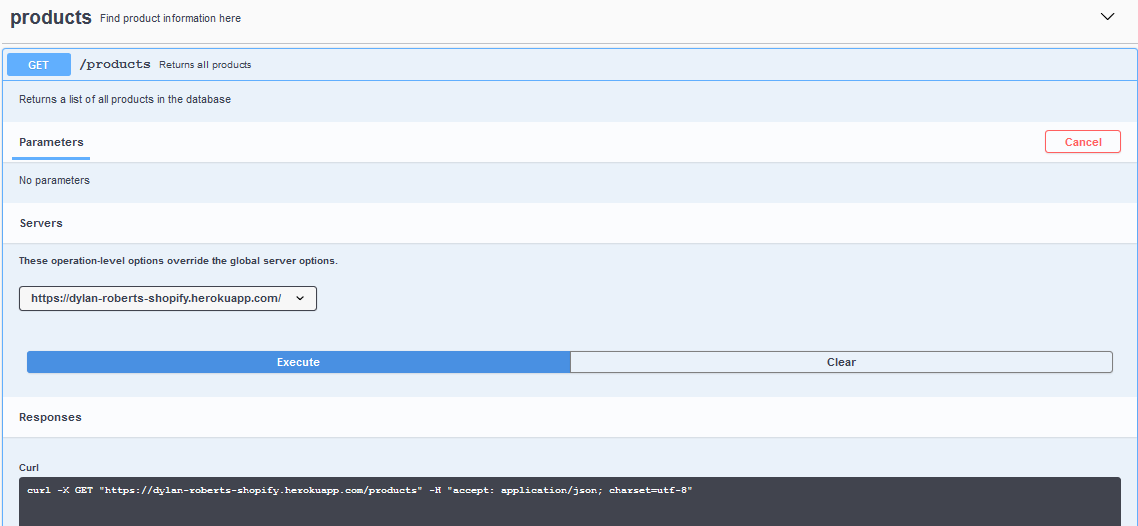 products Find product information here
GET /products Returns all products
Returns a list of all products in the database
Parameters Cancel
No parameters
Servers
These operation-level options override the global server options.
https://dylan-roberts-shopify.herokuapp.com/
Execute Clear
Responses
Curl
curl -X GET "https://dylan-roberts-shopify.herokuapp.com/products" -H "accept: application/json; charset=utf-8"